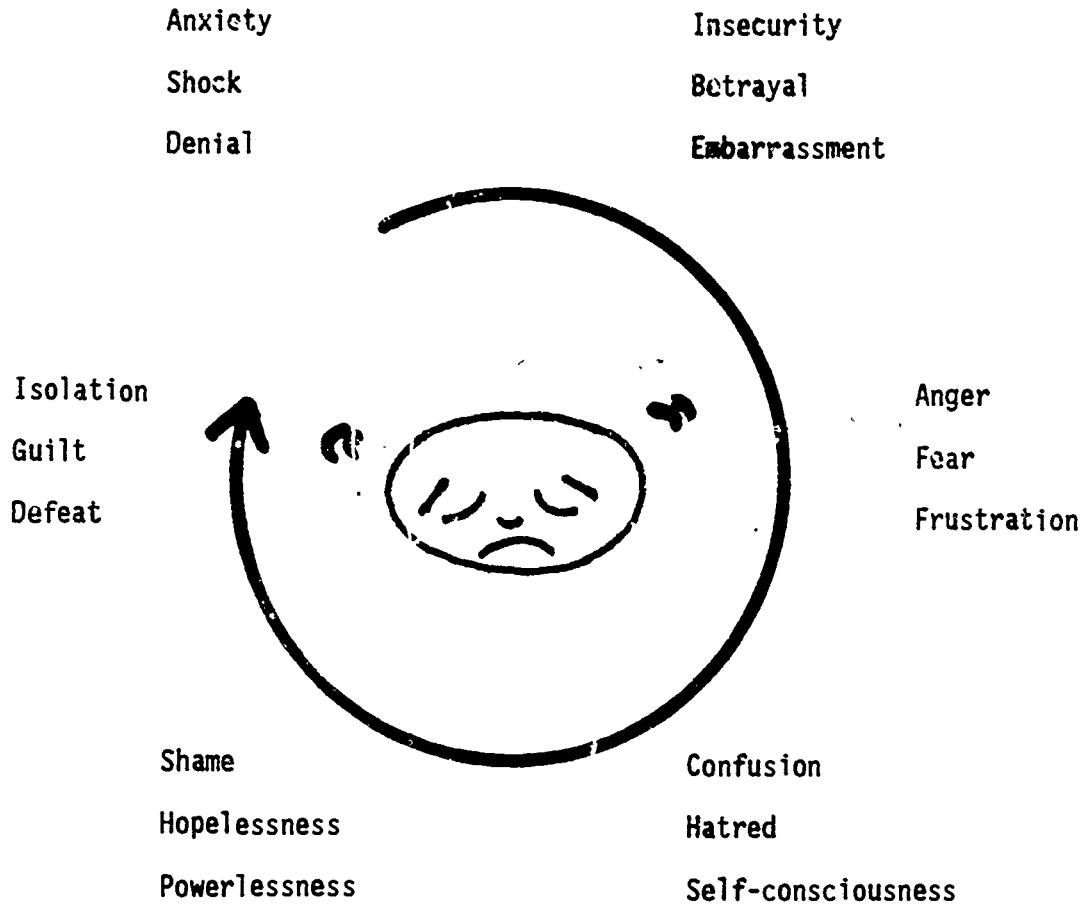 Anxiety
Shock
Denial
Insecurity
Betrayal
Embarrassment
Anger
Fear
Frustration
Confusion
Hatred
Self-consciousness
Shame
Hopelessness
Powerlessness
Isolation
Guilt
Defeat